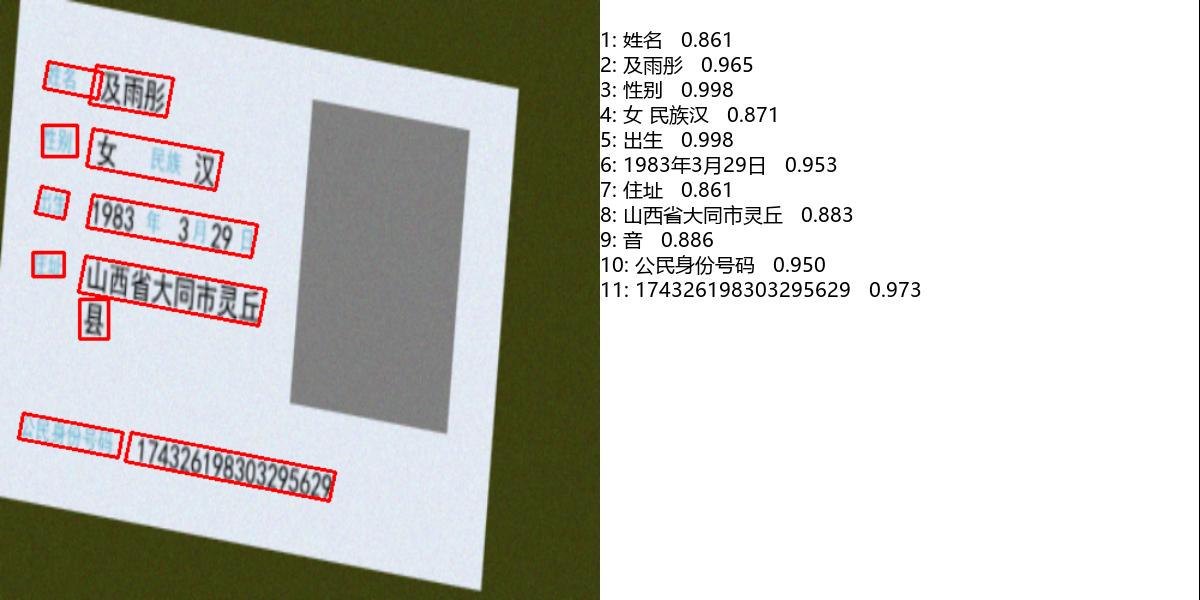 姓名 及雨彤
性别 女 民族 汉
出生 1983 年 3 月 29 日
住址 山西省大同市灵丘
县
公民身份号码 174326198303295629
1: 姓名 0.861
2: 及雨彤 0.965
3: 性别 0.998
4: 女 民族汉 0.871
5: 出生 0.998
6: 1983年3月29日 0.953
7: 住址 0.861
8: 山西省大同市灵丘 0.883
9: 音 0.886
10: 公民身份号码 0.950
11: 174326198303295629 0.973